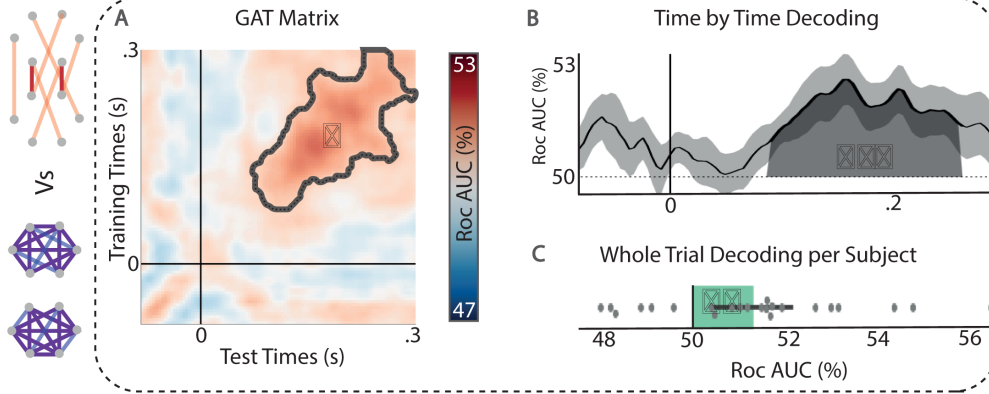 A
GAT Matrix
Vs
Training Times (s)
.3
0
0
.3
Test Times (s)
53
Roc AUC (%)
47
B
Time by Time Decoding
Roc AUC (%)
53
50
0
.2
C
Whole Trial Decoding per Subject
48
50
52
54
56
Roc AUC (%)